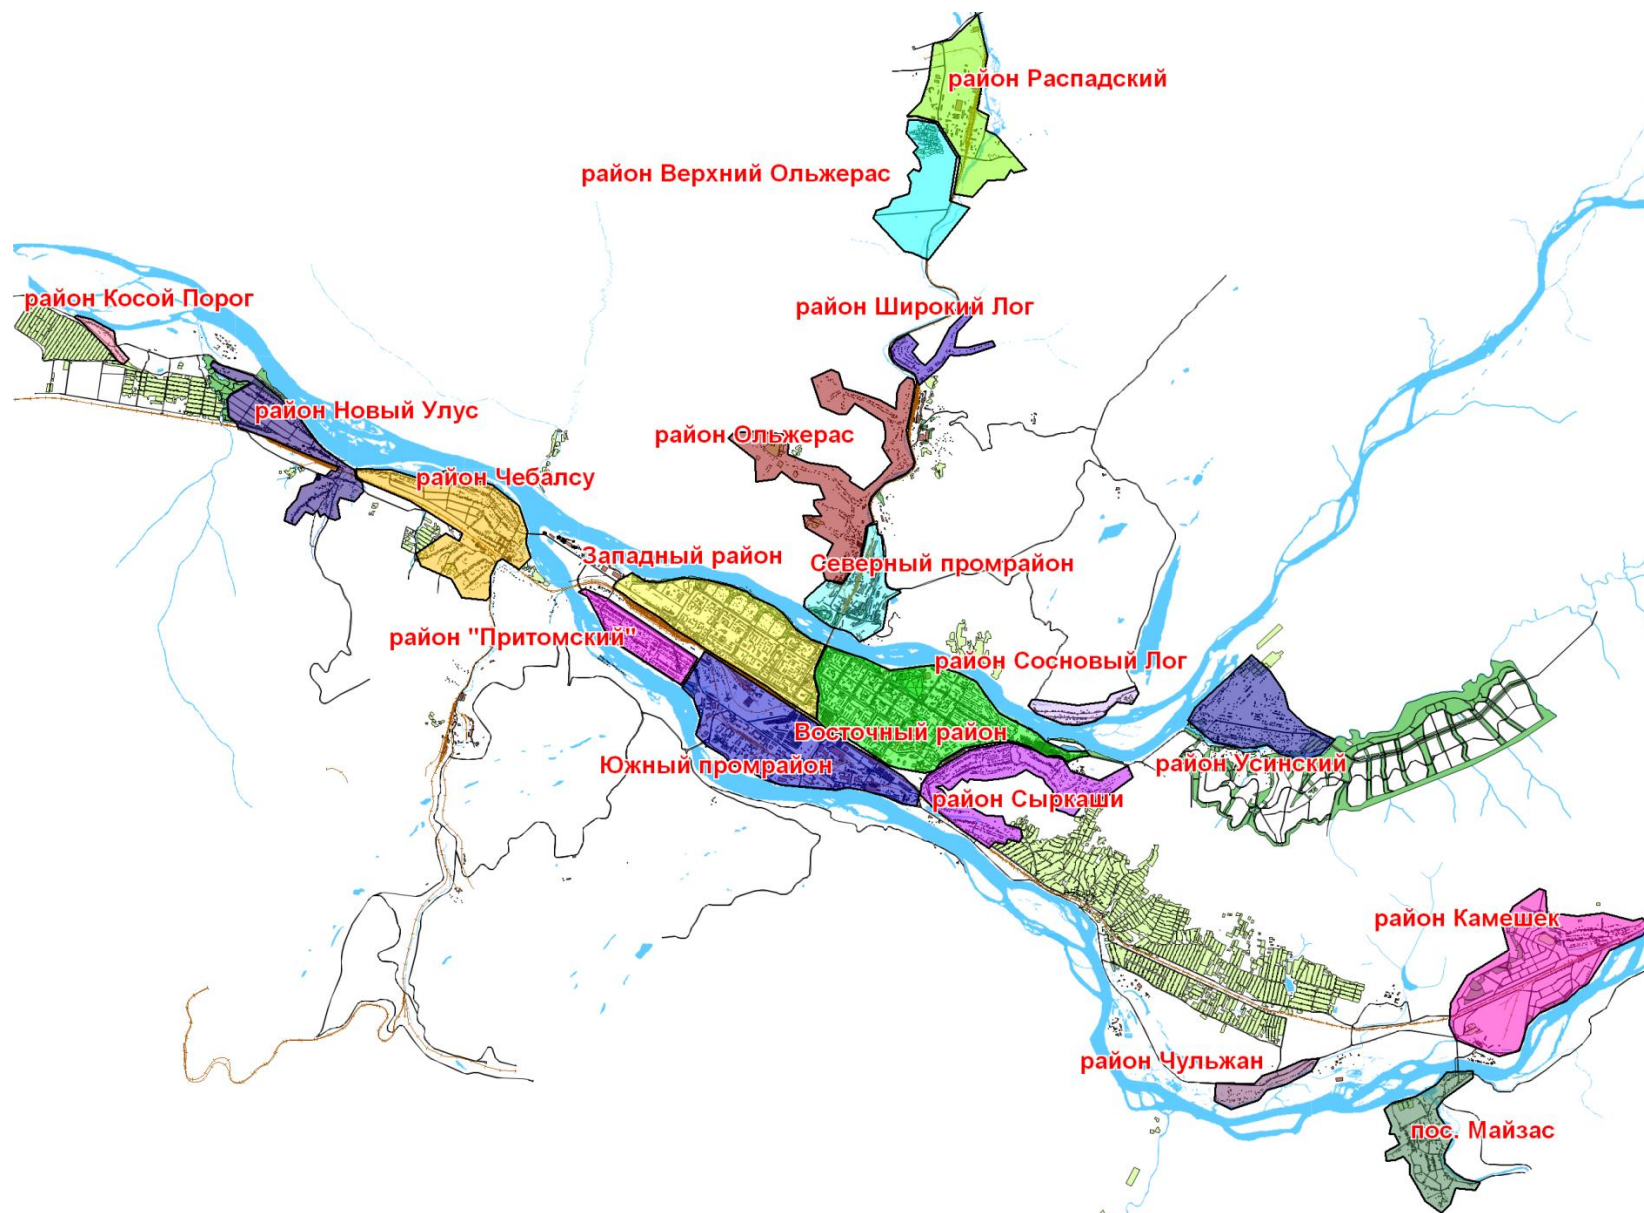 район Распадский
район Верхний Ольжерас
район Косой Порог
район Широкий Лог
район Новый Улус
район Ольжерас
район Чебалсу
Западный район
Северный промрайон
район "Притомский"
район Сосновый Лог
Восточный район
Южный промрайон
район Усинский
район Сыркаши
район Камешек
район Чульжан
пос. Майзас